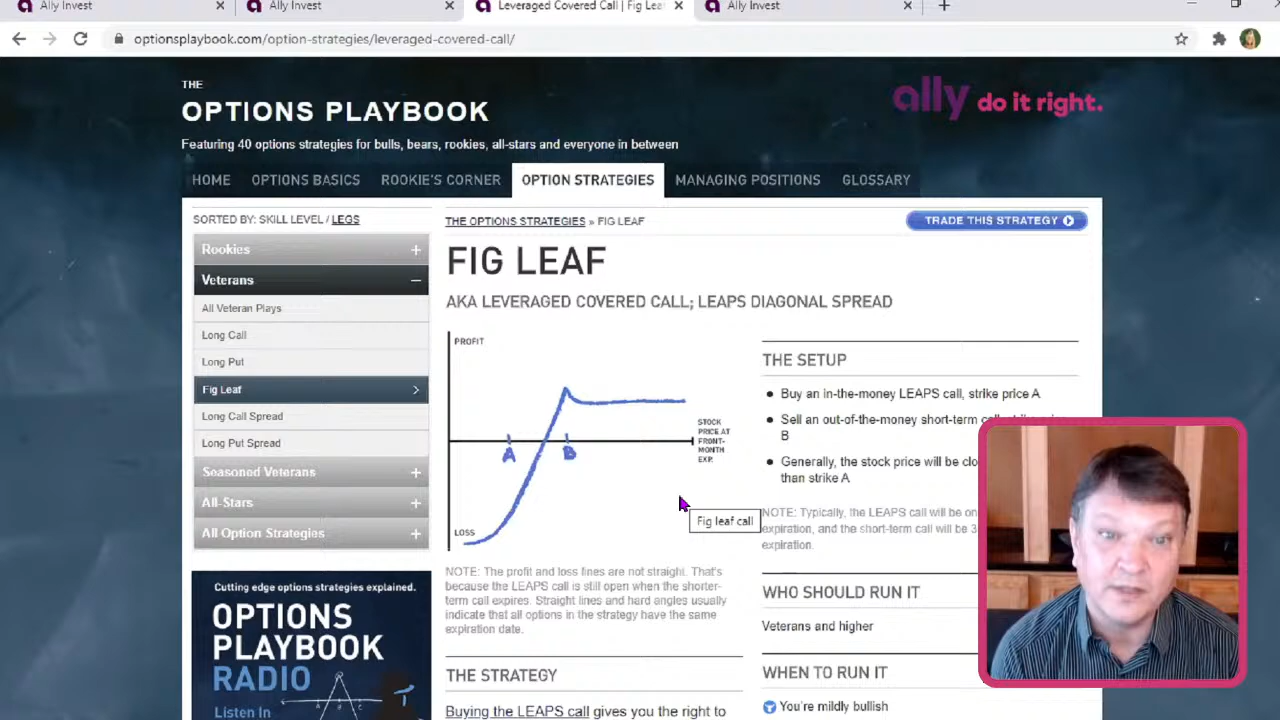 Ally Invest
Ally Invest
Leveraged Covered Call | Fig Lea
Ally Invest
optionsplaybook.com/option-strategies/leveraged-covered-call/
THE
OPTIONS PLAYBOOK
Featuring 40 options strategies for bulls, bears, rookies, all-stars and everyone in between
ally do it right.
HOME OPTIONS BASICS ROOKIE'S CORNER OPTION STRATEGIES MANAGING POSITIONS GLOSSARY
SORTED BY: SKILL LEVEL / LEGS
Rookies +
Veterans –
All Veteran Plays
Long Call
Long Put
Fig Leaf
Long Call Spread
Long Put Spread
Seasoned Veterans +
All-Stars +
All Option Strategies +
Cutting edge options strategies explained.
OPTIONS
PLAYBOOK
RADIO
Listen In
THE OPTIONS STRATEGIES » FIG LEAF
TRADE THIS STRATEGY
FIG LEAF
AKA LEVERAGED COVERED CALL; LEAPS DIAGONAL SPREAD
PROFIT
A
B
STOCK
PRICE AT
FRONT-
MONTH
EXP.
LOSS
Fig leaf call
NOTE: The profit and loss lines are not straight. That's
because the LEAPS call is still open when the shorter-
term call expires. Straight lines and hard angles usually
indicate that all options in the strategy have the same
expiration date.
THE STRATEGY
Buying the LEAPS call gives you the right to
THE SETUP
Buy an in-the-money LEAPS call, strike price A
Sell an out-of-the-money short-term
B
Generally, the stock price will be
than strike A
NOTE: Typically, the LEAPS call will be
expiration, and the short-term call will be
expiration.
WHO SHOULD RUN IT
Veterans and higher
WHEN TO RUN IT
You're mildly bullish